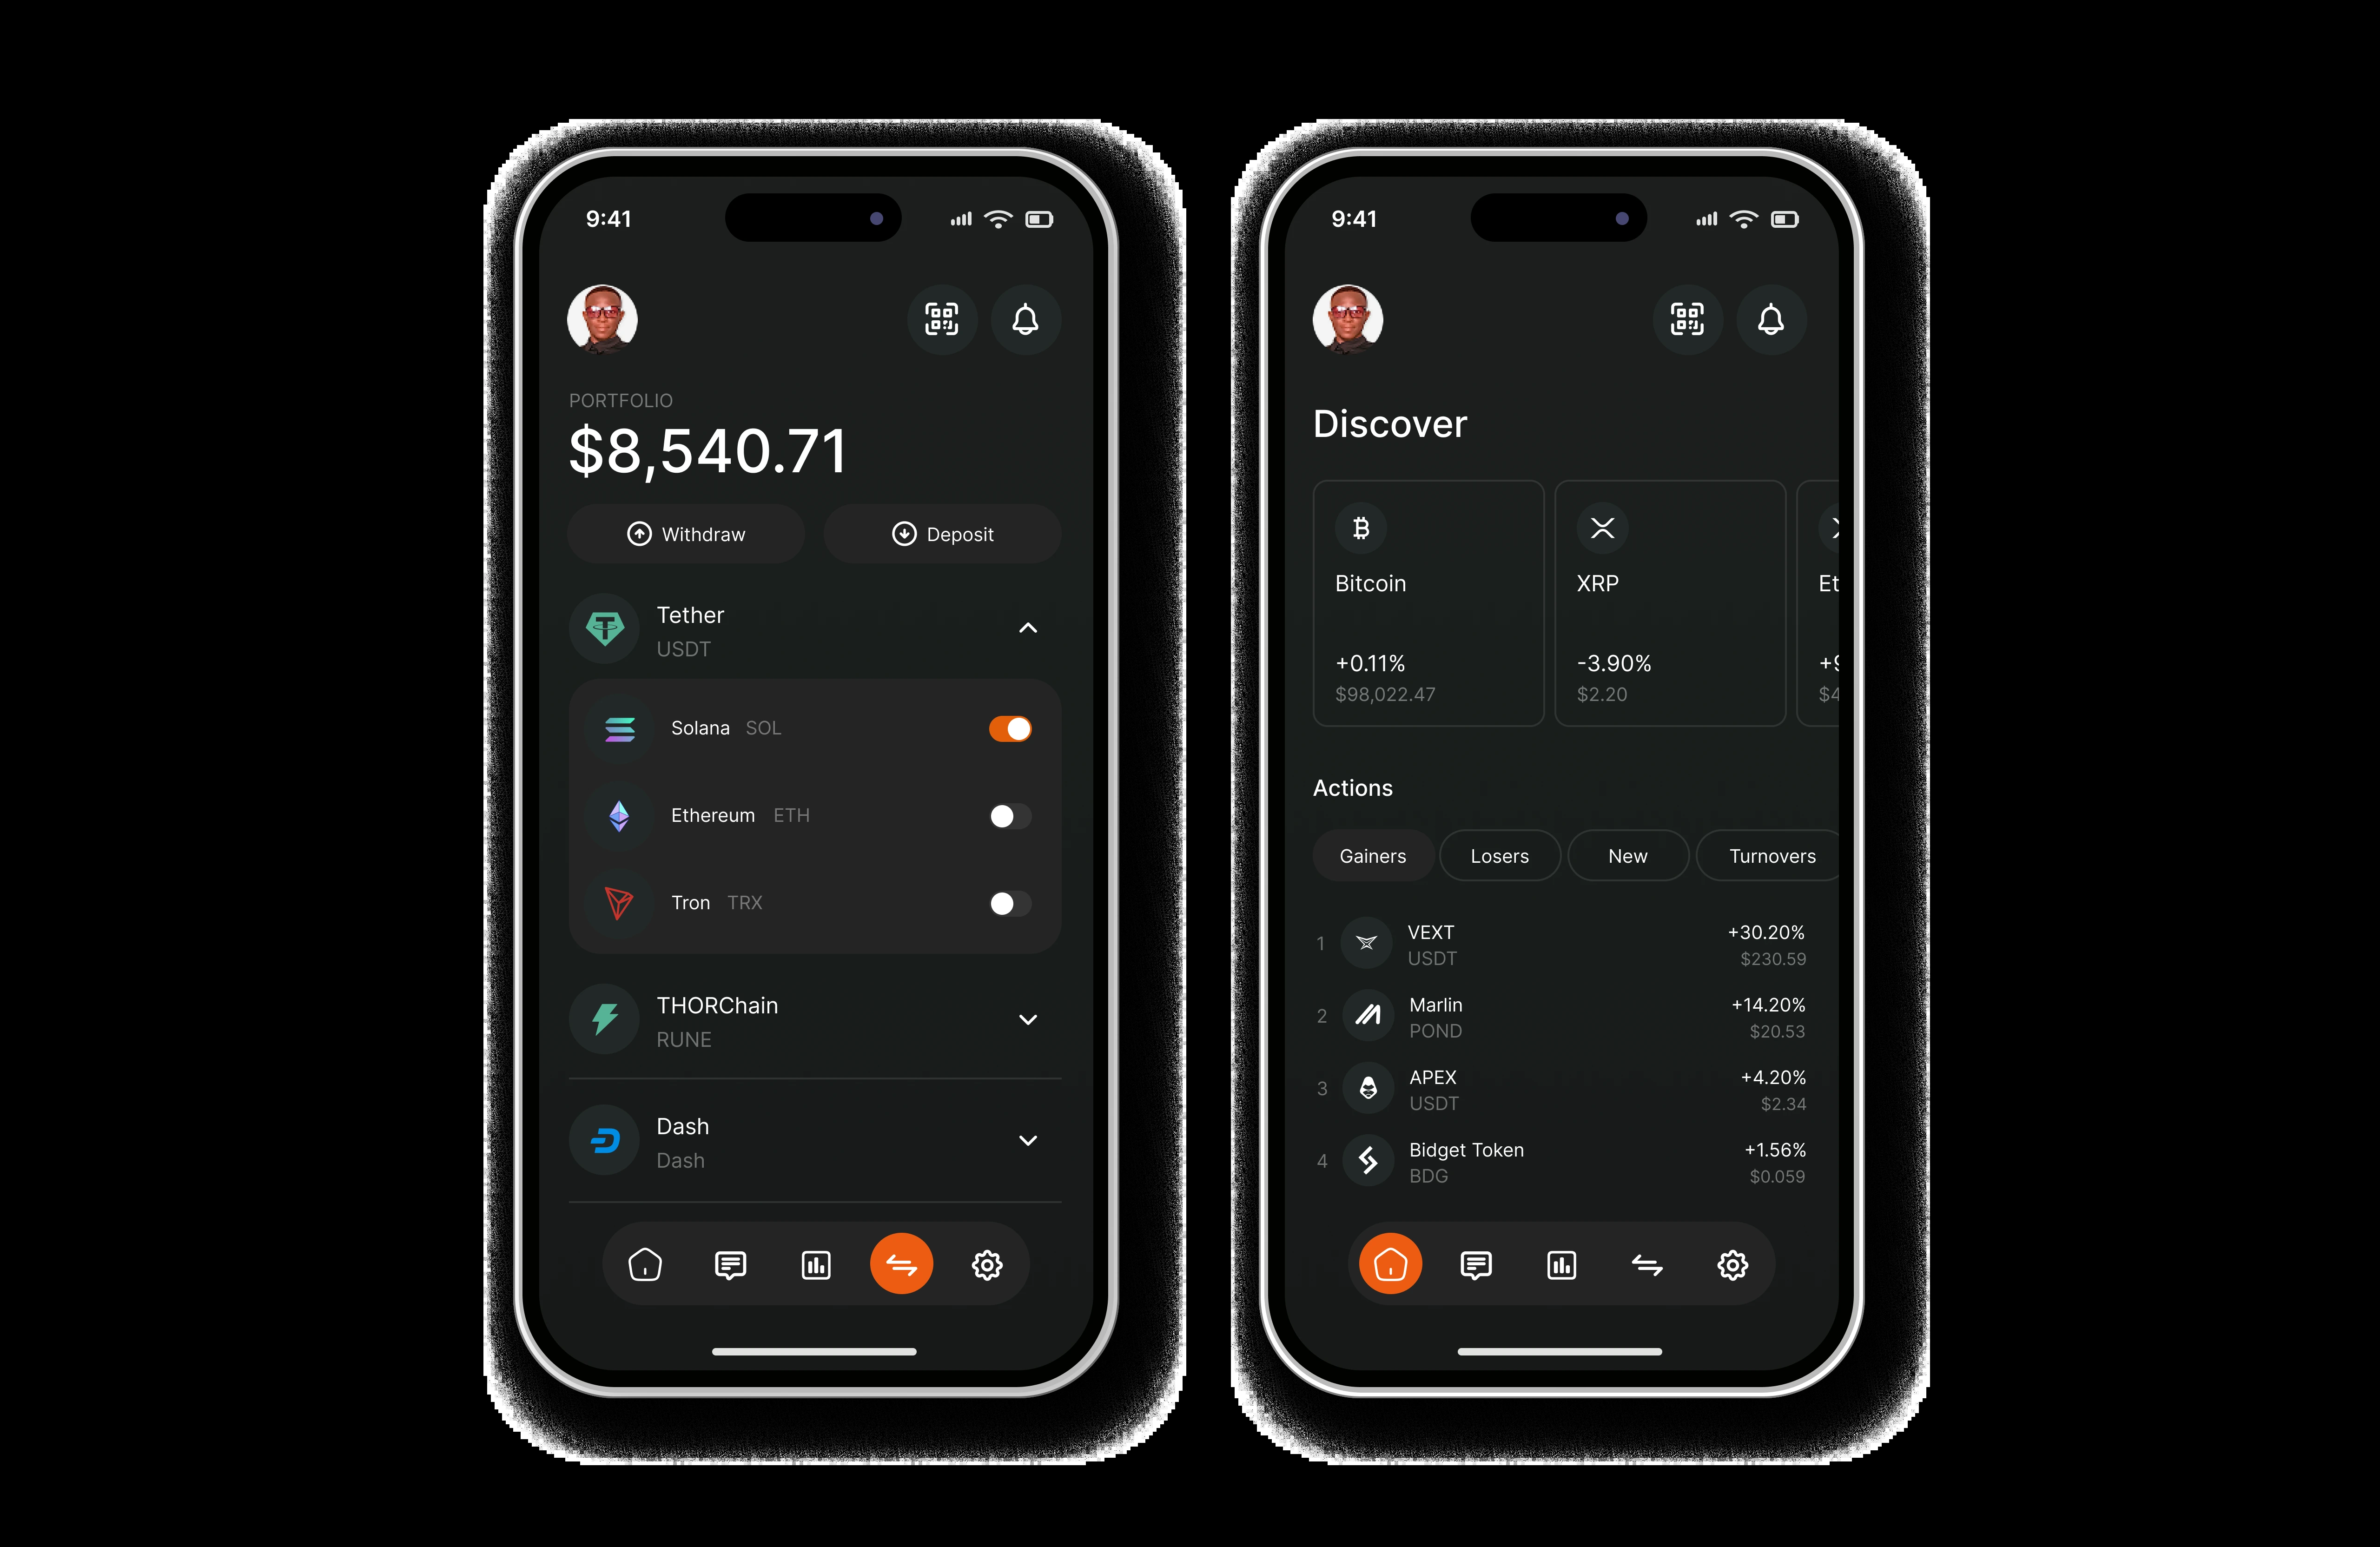 9:41
PORTFOLIO
$8,540.71
Withdraw
Deposit
Tether
USDT
Solana SOL
Ethereum ETH
Tron TRX
THORChain
RUNE
Dash
Dash
9:41
Discover
Bitcoin
+0.11%
$98,022.47
XRP
-3.90%
$2.20
Et
+9
$4
Actions
Gainers
Losers
New
Turnovers
1
VEXT
USDT
+30.20%
$230.59
2
Marlin
POND
+14.20%
$20.53
3
APEX
USDT
+4.20%
$2.34
4
Bidget Token
BDG
+1.56%
$0.059